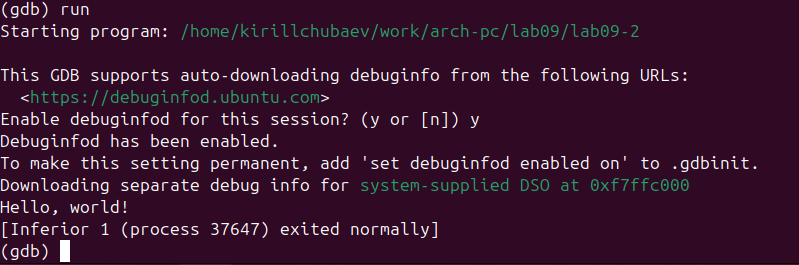 (gdb) run
Starting program: /home/kirillchubaev/work/arch-pc/lab09/lab09-2
This GDB supports auto-downloading debuginfo from the following URLs:
<https://debuginfod.ubuntu.com>
Enable debuginfod for this session? (y or [n]) y
Debuginfod has been enabled.
To make this setting permanent, add 'set debuginfod enabled on' to .gdbinit.
Downloading separate debug info for system-supplied DSO at 0xf7ffc000
Hello, world!
[Inferior 1 (process 37647) exited normally]
(gdb)